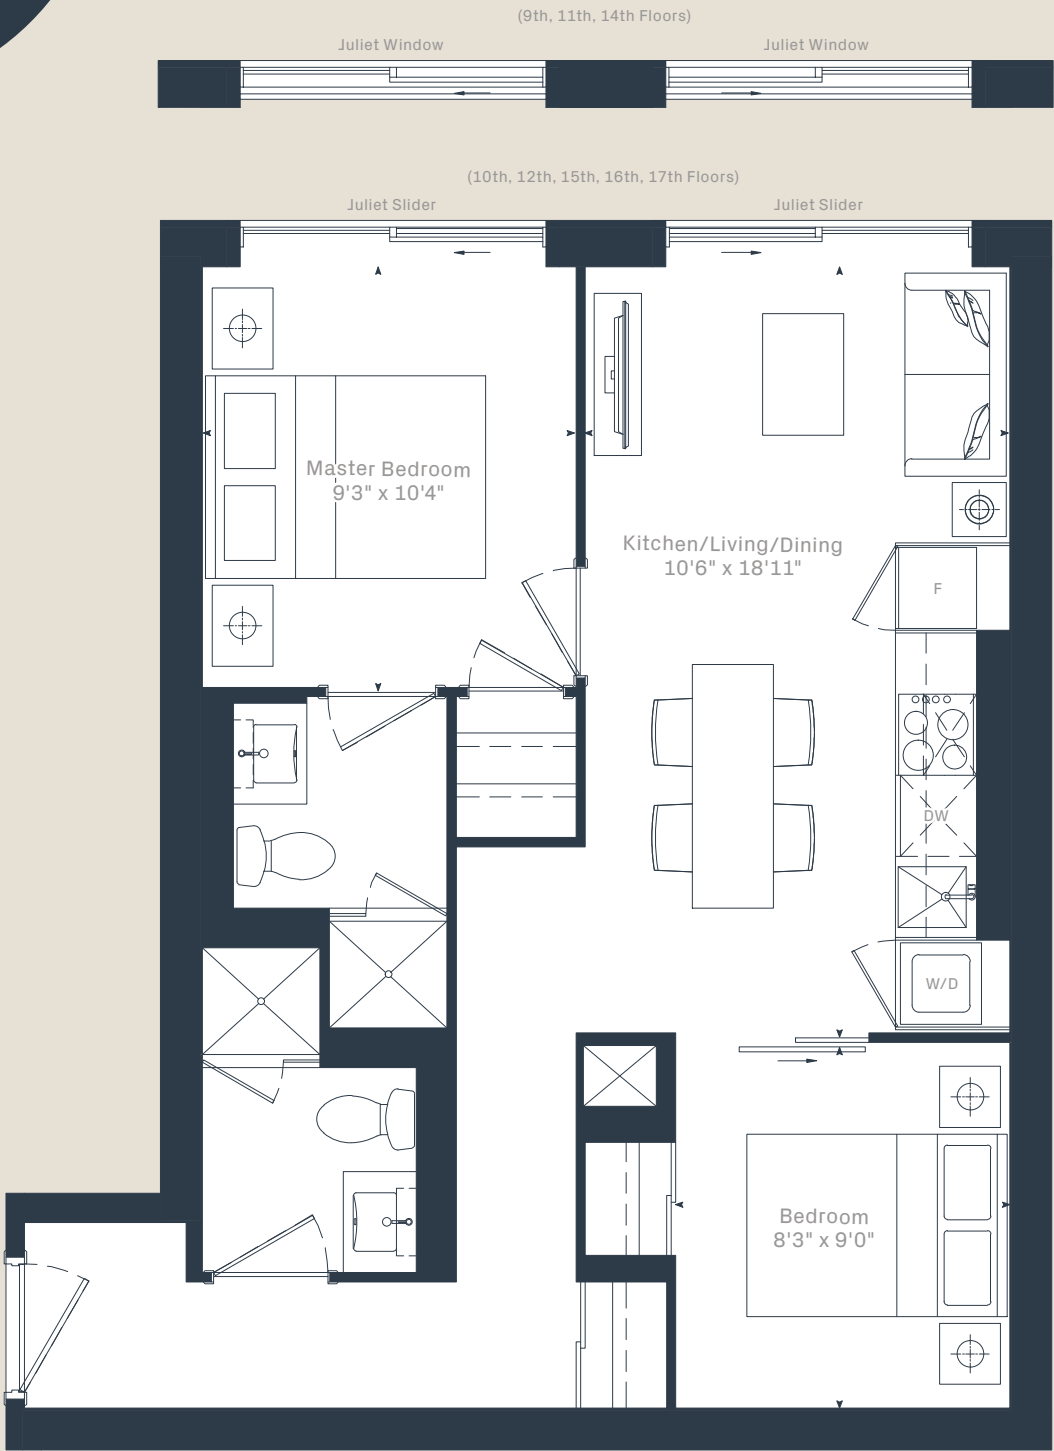 (9th, 11th, 14th Floors)
Juliet Window
Juliet Window
(10th, 12th, 15th, 16th, 17th Floors)
Juliet Slider
Juliet Slider
Master Bedroom
9'3" x 10'4"
Kitchen/Living/Dining
10'6" x 18'11"
F
DW
W/D
Bedroom
8'3" x 9'0"